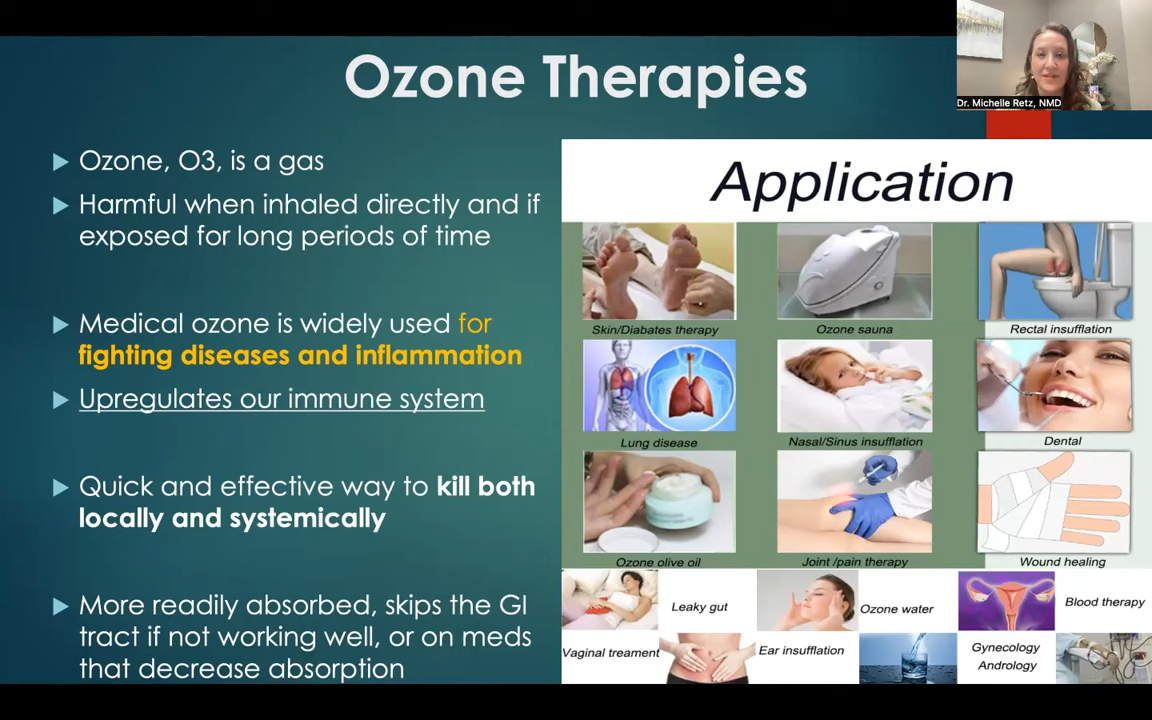 Ozone Therapies
Dr. Michelle Retz, NMD
Ozone, O3, is a gas
Harmful when inhaled directly and if
exposed for long periods of time
Medical ozone is widely used for
fighting diseases and inflammation
Upregulates our immune system
Quick and effective way to kill both
locally and systemically
More readily absorbed, skips the GI
tract if not working well, or on meds
that decrease absorption
Application
Skin/Diabates therapy
Ozone sauna
Rectal insufflation
Lung disease
Nasal/Sinus insufflation
Dental
Ozone olive oil
Joint /pain therapy
Wound healing
Leaky gut
Ozone water
Blood therapy
Vaginal treament
Ear insufflation
Gynecology
Andrology